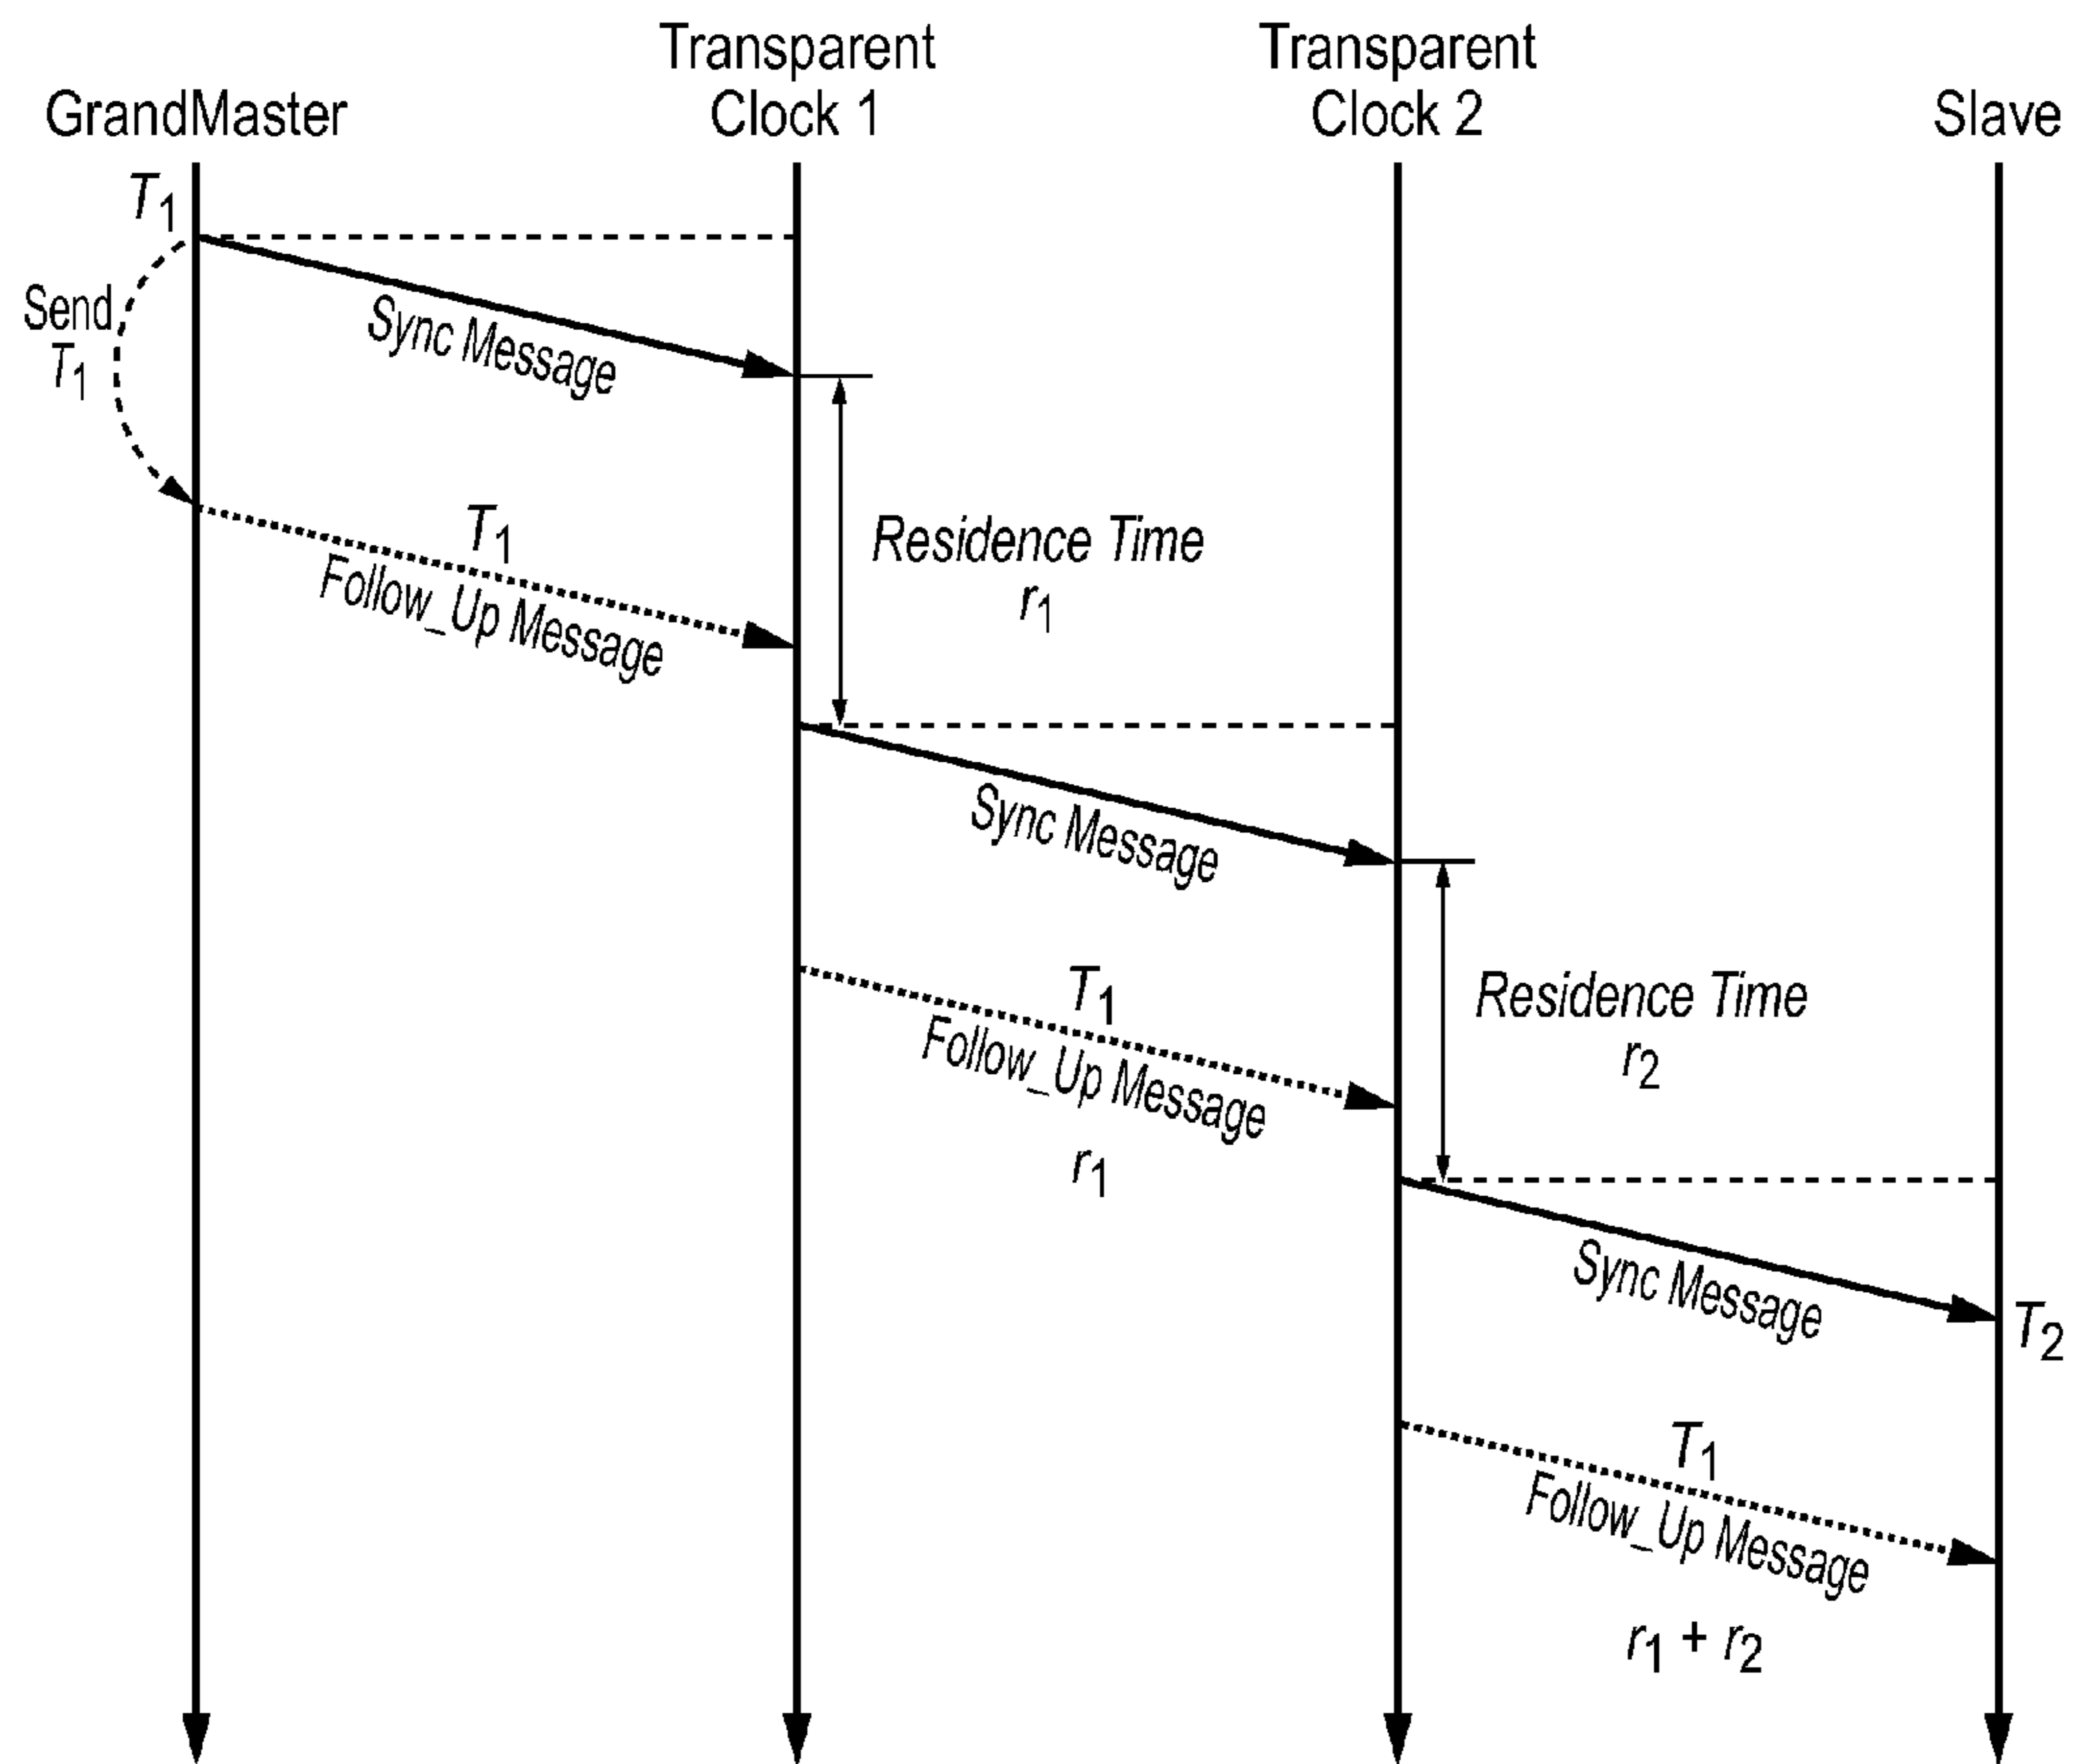 GrandMaster
Transparent
Clock 1
Transparent
Clock 2
Slave
T1
Send
T1
Sync Message
T1
Follow_Up Message
Residence Time
r1
Sync Message
T1
Follow_Up Message
r1
Residence Time
r2
Sync Message
T2
T1
Follow_Up Message
r1 + r2